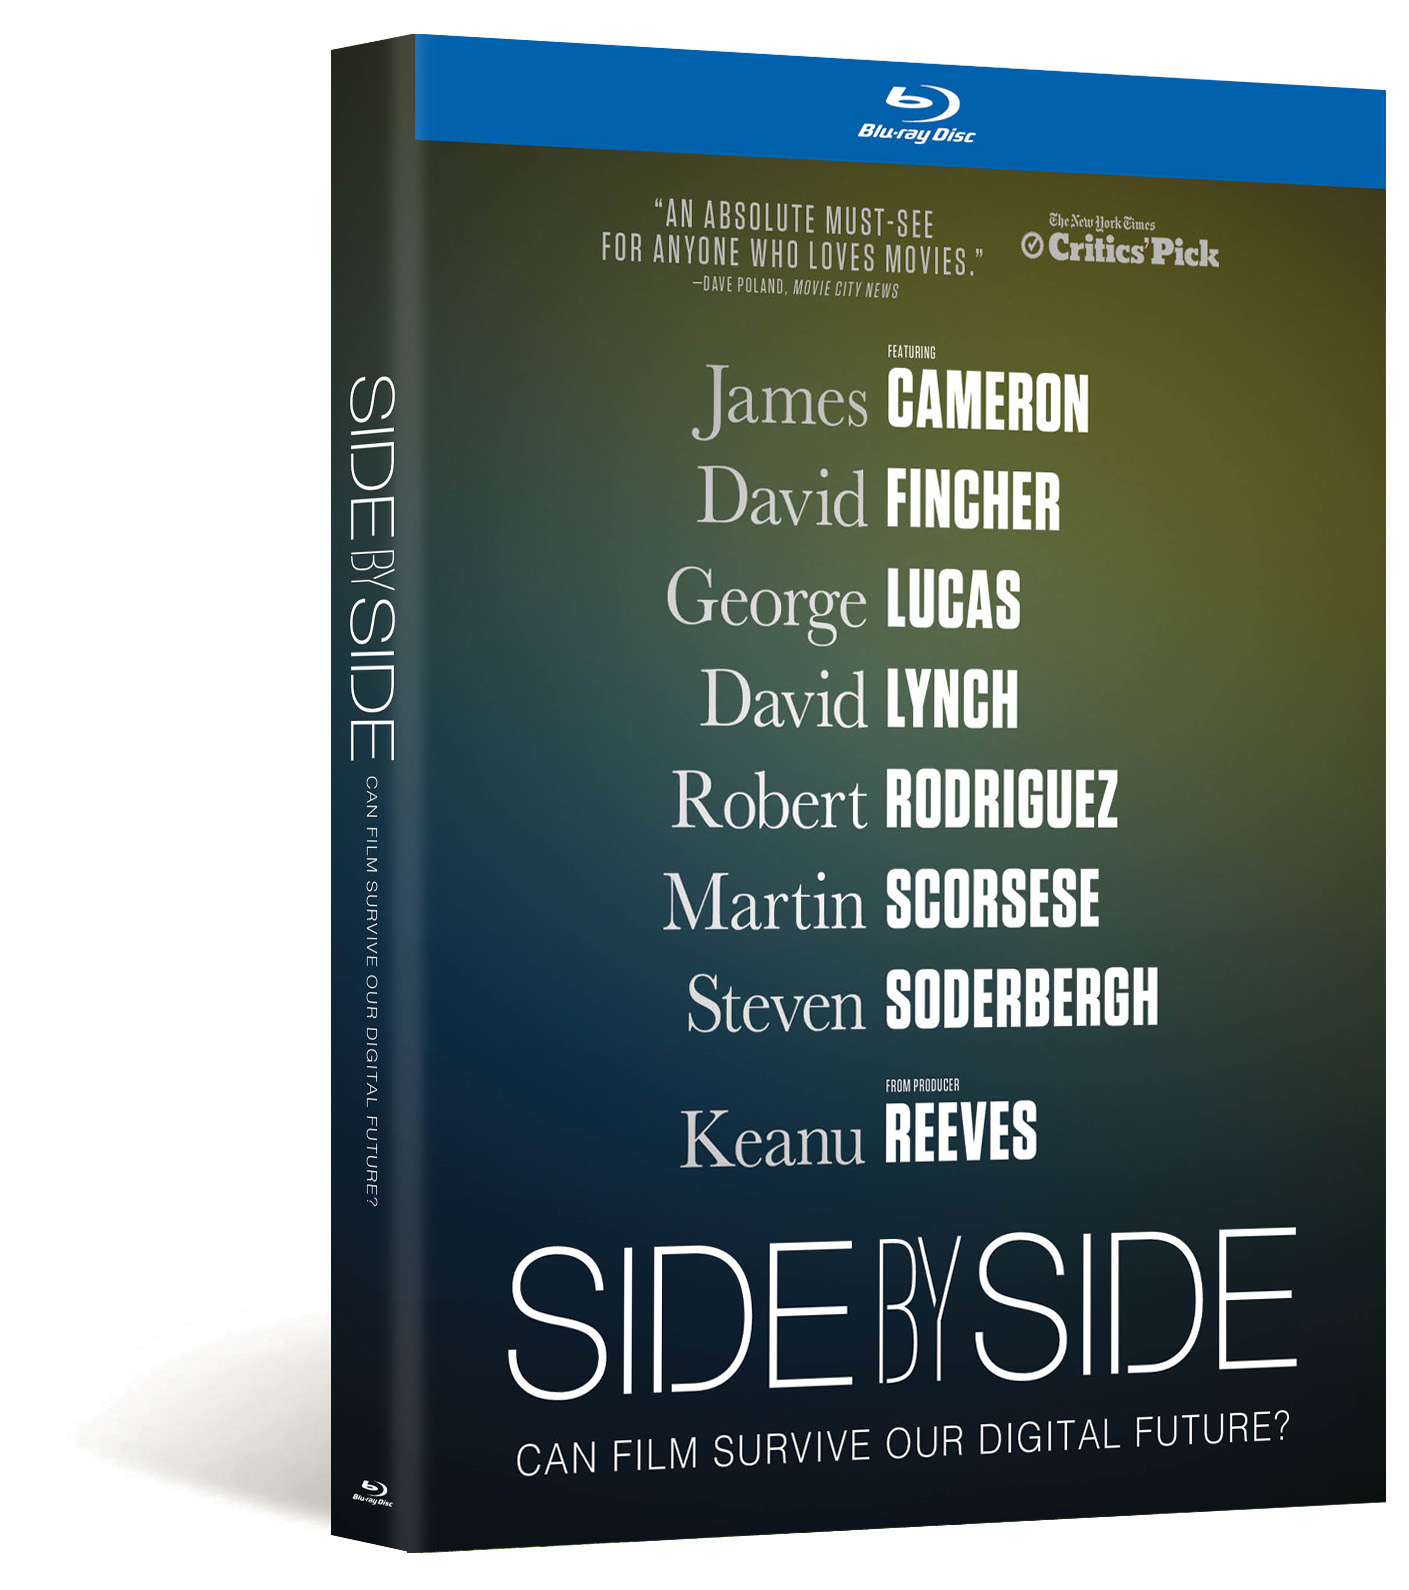 Blu-ray Disc
“AN ABSOLUTE MUST-SEE
FOR ANYONE WHO LOVES MOVIES.”
—DAVE POLAND, MOVIE CITY NEWS
The New York Times
Critics’ Pick
FEATURING
James CAMERON
David FINCHER
George LUCAS
David LYNCH
Robert RODRIGUEZ
Martin SCORSESE
Steven SODERBERGH
FROM PRODUCER
Keanu REEVES
SIDE BY SIDE
CAN FILM SURVIVE OUR DIGITAL FUTURE?
SIDE BY SIDE CAN FILM SURVIVE OUR DIGITAL FUTURE?
Blu-ray Disc